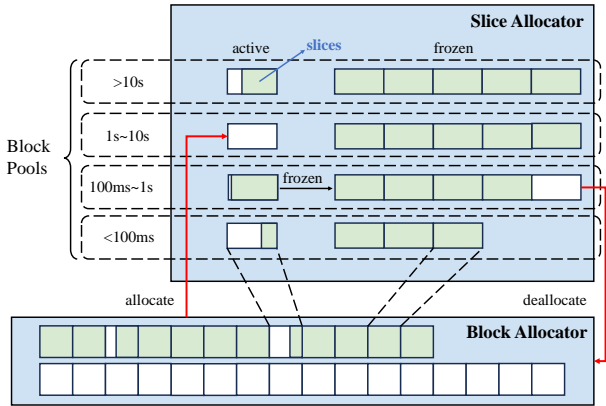 Slice Allocator
active
slices
frozen
>10s
1s~10s
Block
Pools
100ms~1s
frozen
<100ms
allocate
deallocate
Block Allocator